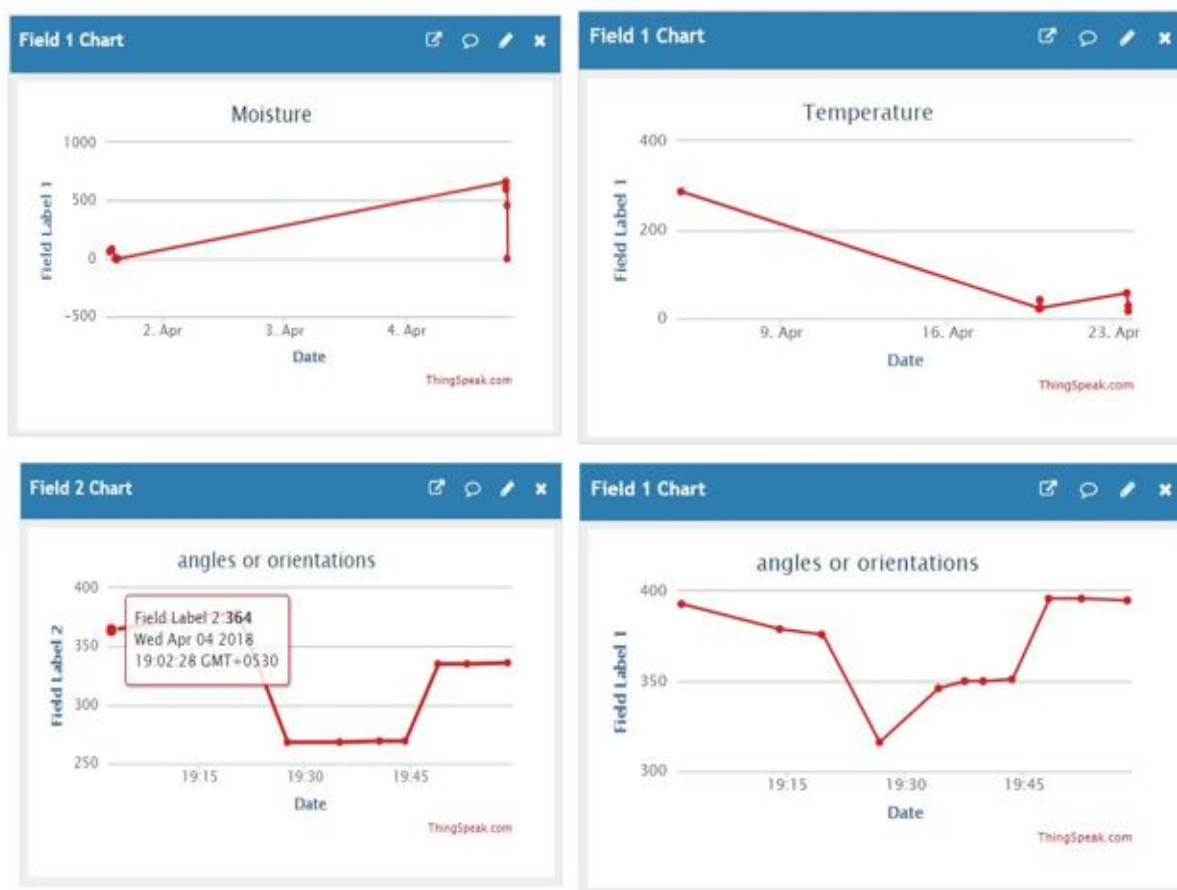 Field 1 Chart
Moisture
1000
500
0
-500
Field Label 1
2. Apr
3. Apr
4. Apr
Date
ThingSpeak.com
Field 1 Chart
Temperature
400
200
0
Field Label 1
9. Apr
16. Apr
23. Apr
Date
ThingSpeak.com
Field 2 Chart
angles or orientations
400
350
300
250
Field Label 2
Field Label 2:364
Wed Apr 04 2018
19:02:28 GMT+0530
19:15
19:30
19:45
Date
ThingSpeak.com
Field 1 Chart
angles or orientations
400
350
300
Field Label 1
19:15
19:30
19:45
Date
ThingSpeak.com